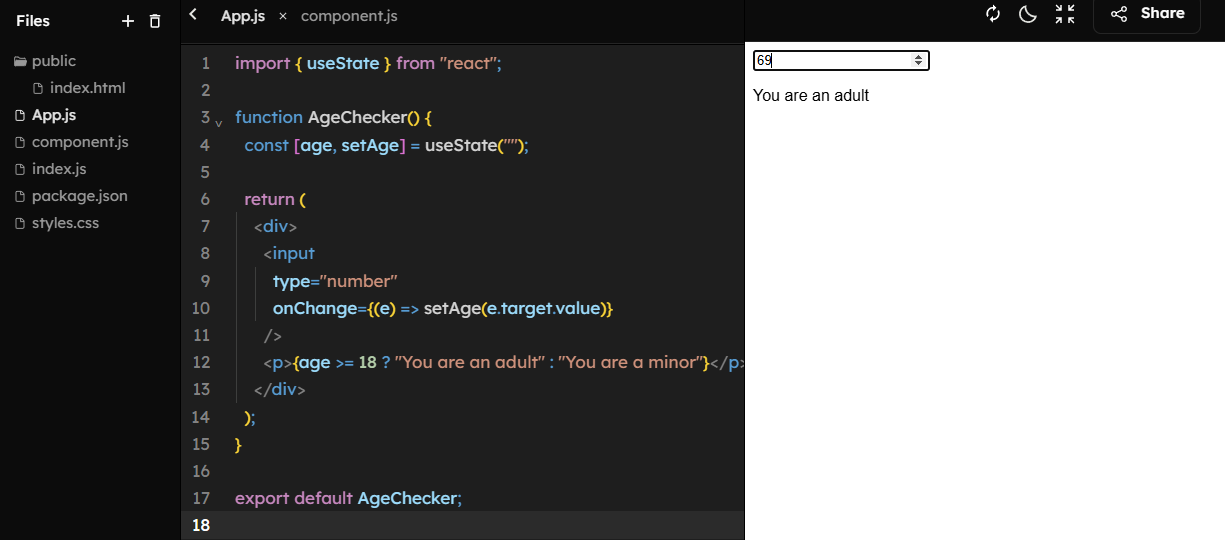 Files
public
index.html
App.js
component.js
index.js
package.json
styles.css
App.js × component.js
1 import { useState } from "react";
2
3 function AgeChecker() {
4 const [age, setAge] = useState("");
5
6 return (
7 <div>
8 <input
9 type="number"
10 onChange={(e) => setAge(e.target.value)}
11 />
12 <p>{age >= 18 ? "You are an adult" : "You are a minor"}</p>
13 </div>
14 );
15 }
16
17 export default AgeChecker;
18
Share
69
You are an adult